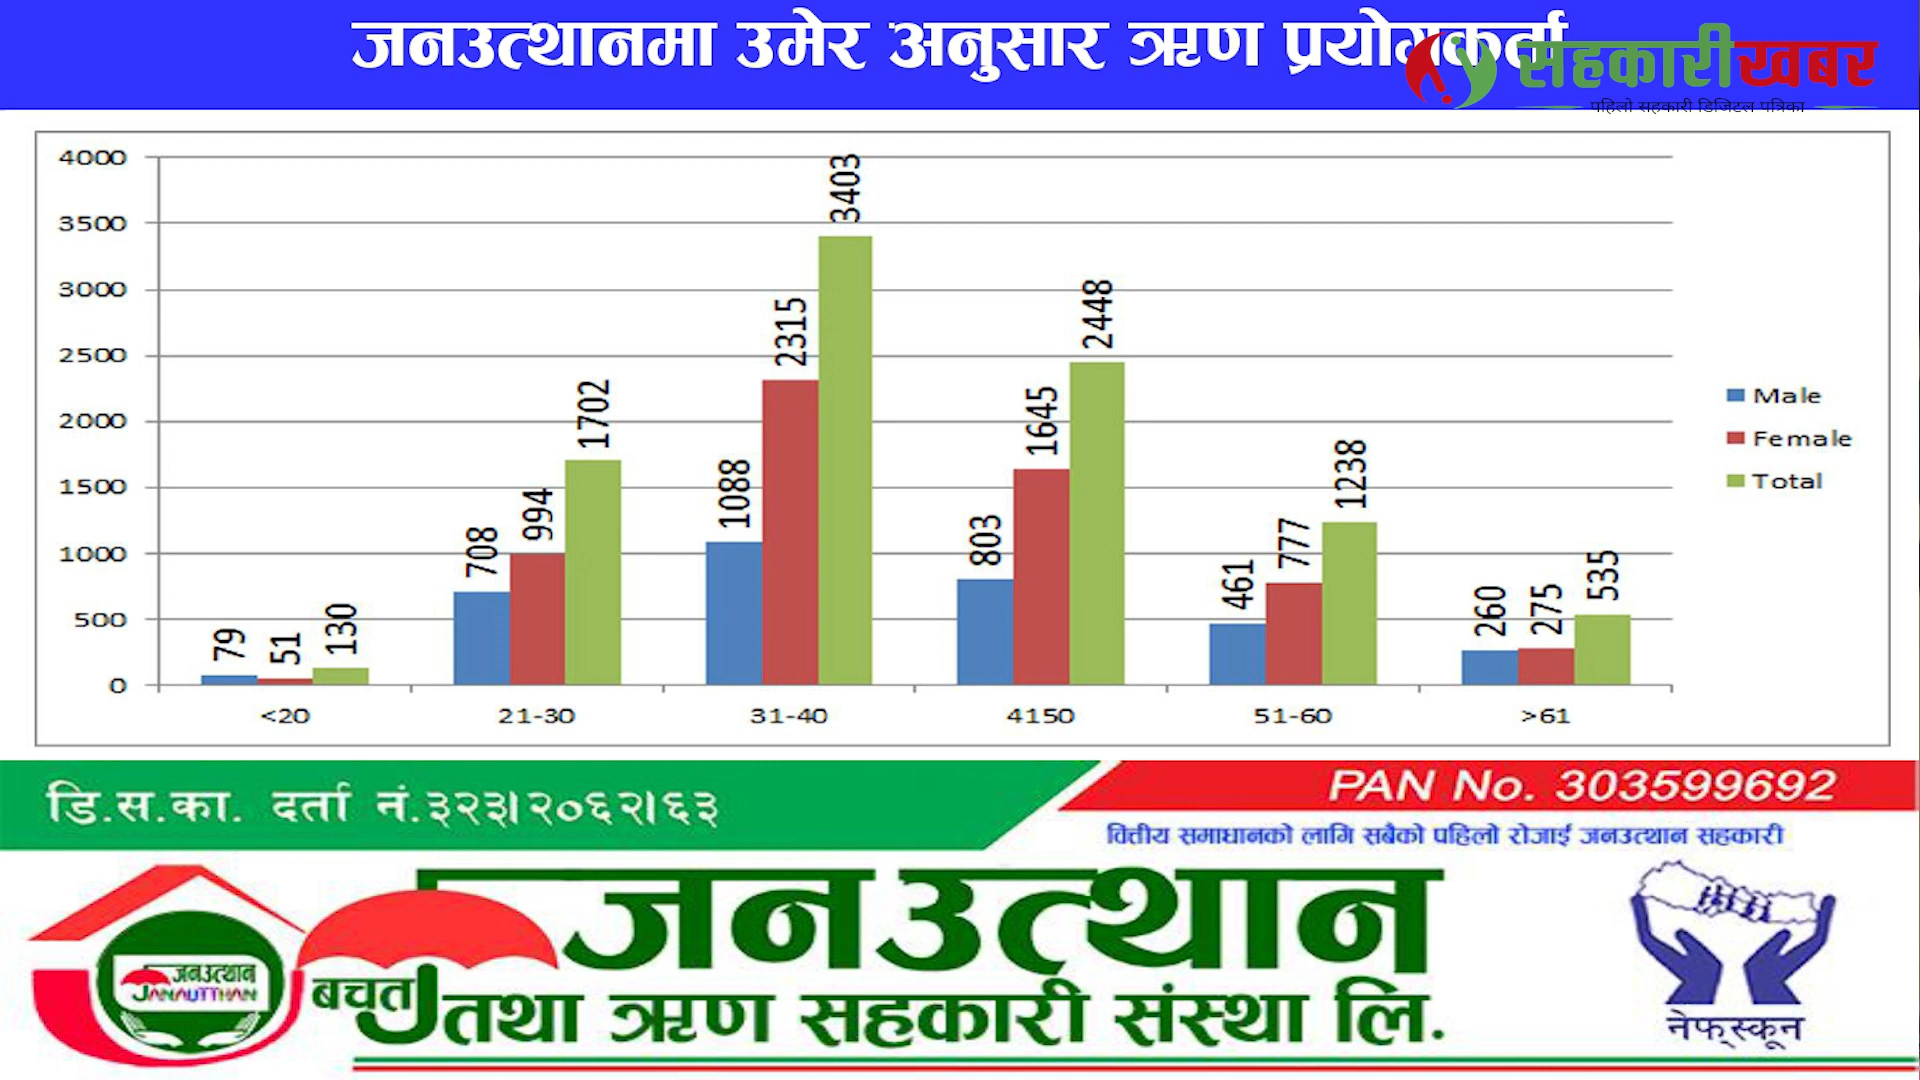 जनउत्थानमा उमेर अनुसार ऋण प्रयोगकर्ता
सहकारीखबर
पहिलो सहकारी डिजिटल पत्रिका
4000
3500
3000
2500
2000
1500
1000
500
0
79 51 130
708 994 1702
1088 2315 3403
803 1645 2448
461 777 1238
260 275 535
<20 21-30 31-40 4150 51-60 >61
Male
Female
Total
डि.स.का. दर्ता नं.३२३।२०६२।६३
PAN No. 303599692
वित्तीय समाधानको लागि सबैको पहिलो रोजाई जनउत्थान सहकारी
जनउत्थान
जनउत्थान
JANAUTTHAN
बचत तथा ऋण सहकारी संस्था लि.
नेफ्स्कून